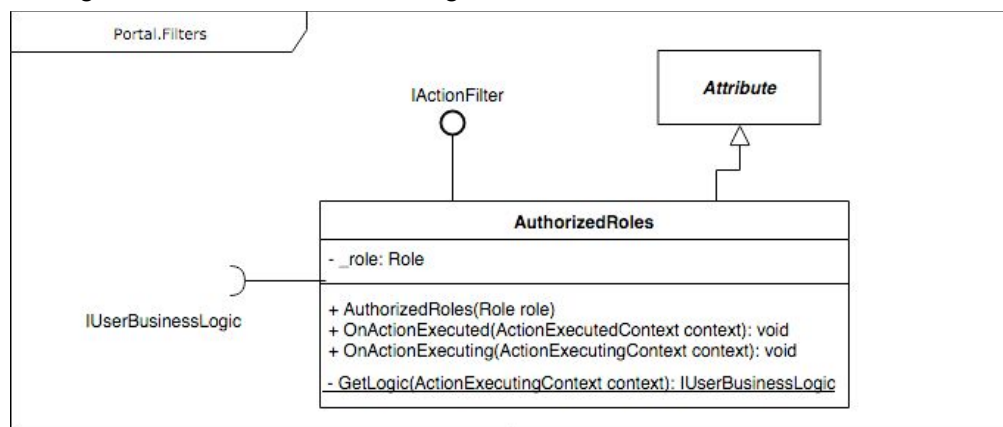 Portal.Filters
IActionFilter
Attribute
AuthorizedRoles
- _role: Role
IUserBusinessLogic
+ AuthorizedRoles(Role role)
+ OnActionExecuted(ActionExecutedContext context): void
+ OnActionExecuting(ActionExecutingContext context): void
- GetLogic(ActionExecutingContext context): IUserBusinessLogic